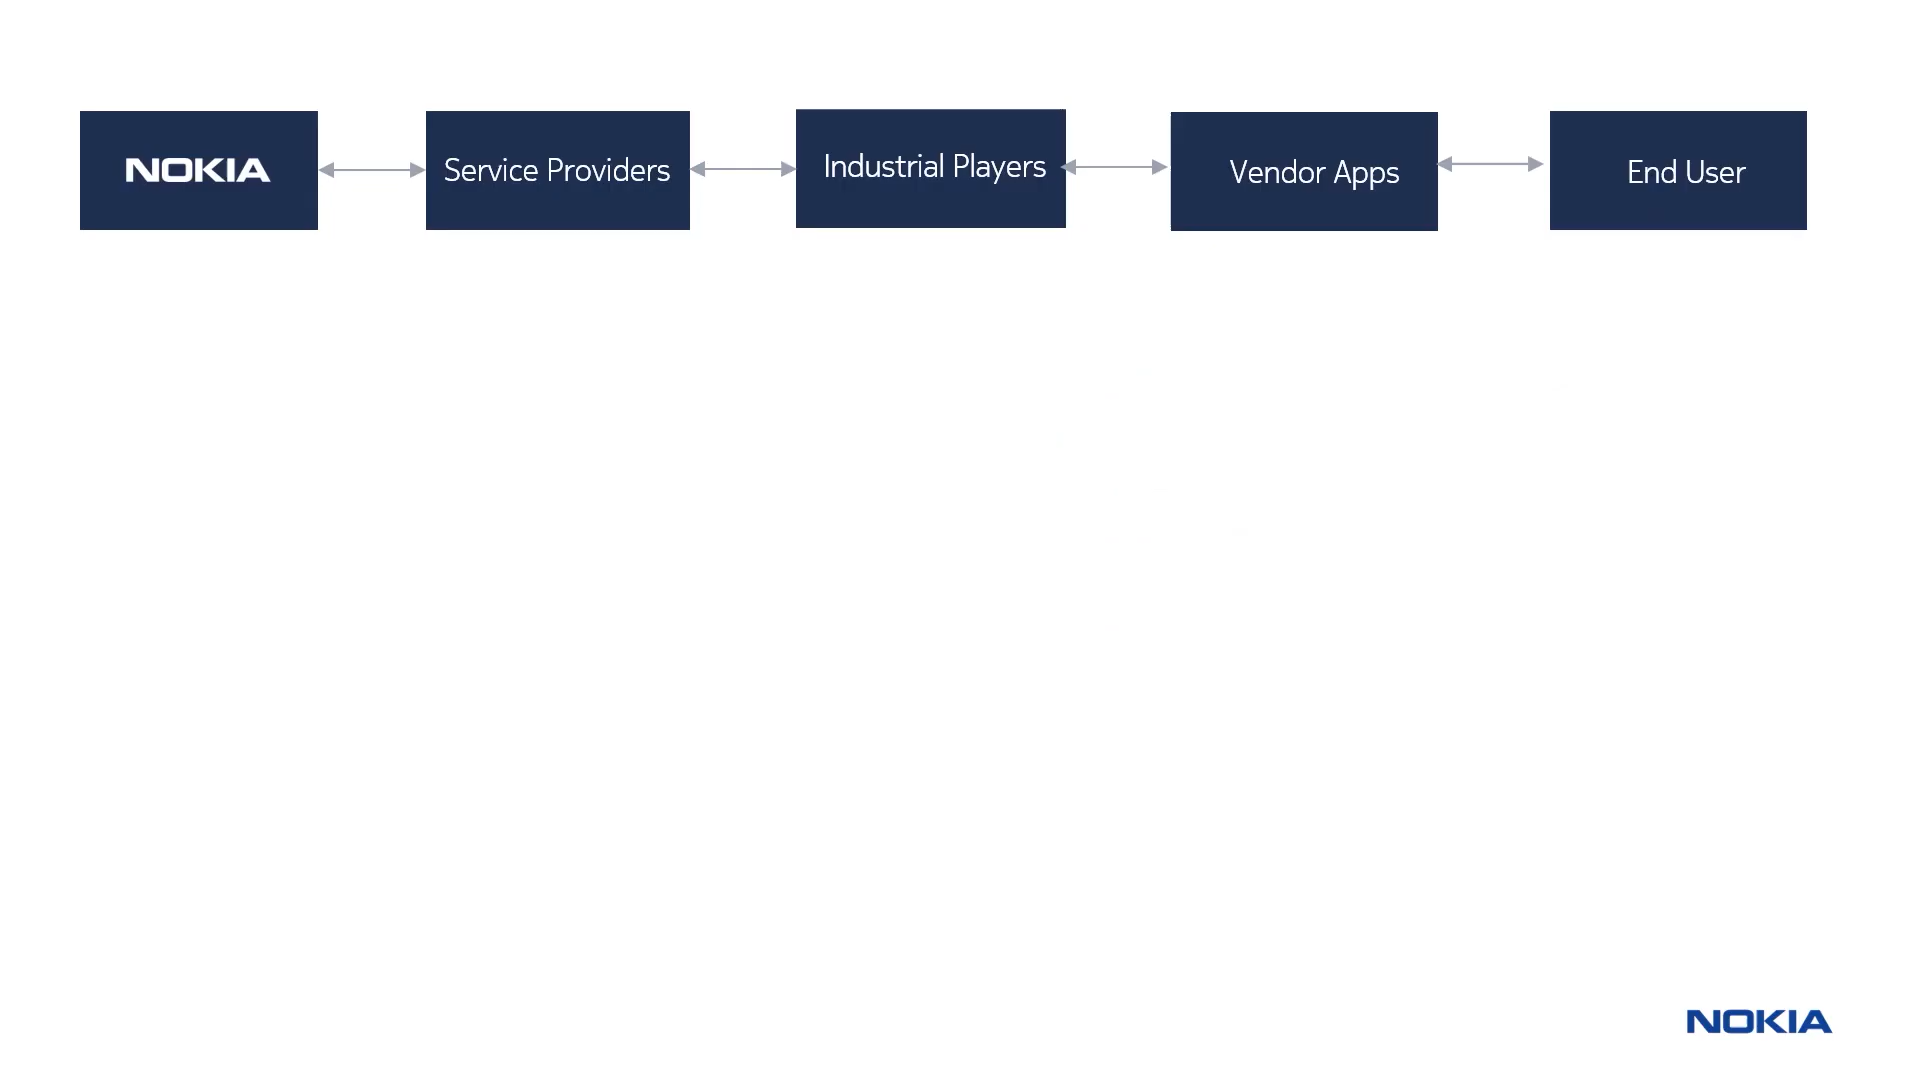 NOKIA
Service Providers
Industrial Players
Vendor Apps
End User
NOKIA